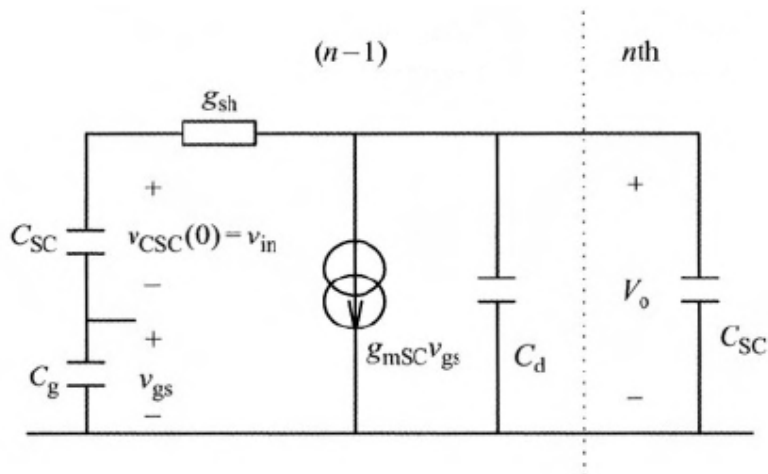 (n−1) nth
g_sh
+ +
C_SC v_CSC(0) = v_in
−
V_o
+
C_g v_gs g_mSC v_gs C_d C_SC
− −